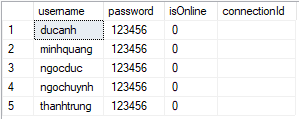 username password isOnline connectionId
1 ducanh 123456 0
2 minhquang 123456 0
3 ngocduc 123456 0
4 ngochuynh 123456 0
5 thanhtrung 123456 0